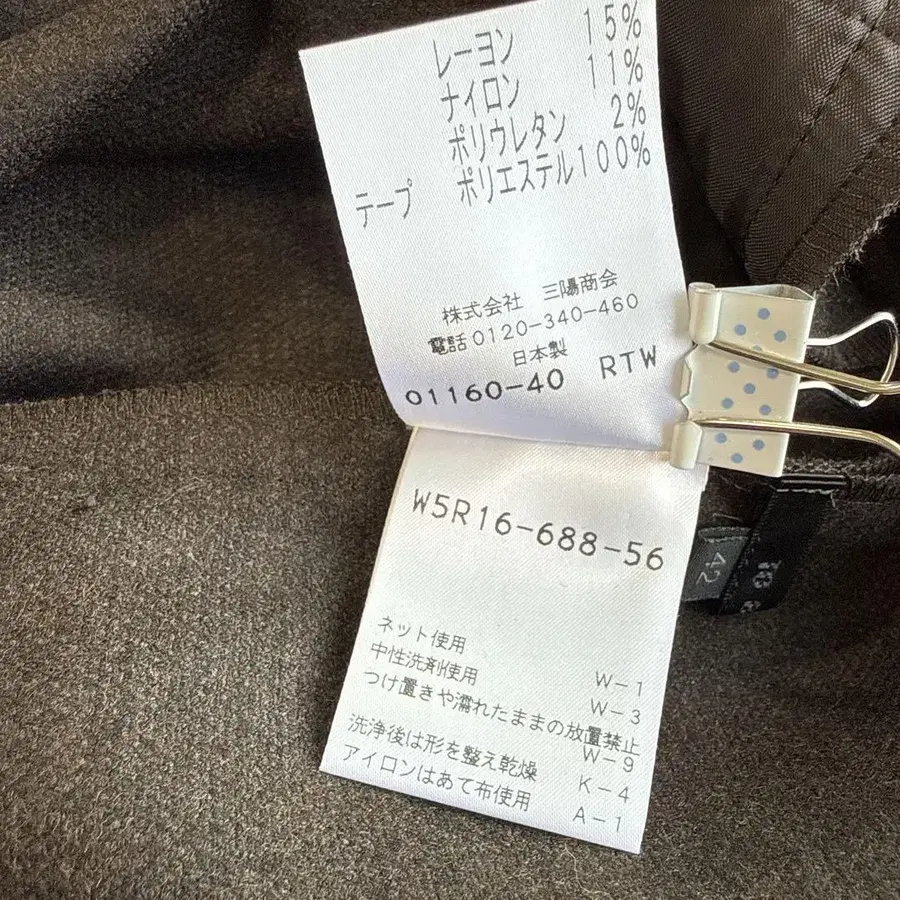 レーヨン 15%
ナイロン 11%
ポリウレタン 2%
テープ ポリエステル100%
株式会社 三陽商会
電話0120-340-460
日本製
01160-40 RTW
W5R16-688-56
ネット使用 W-1
中性洗剤使用 W-3
つけ置きや濡れたままの放置禁止
W-9
洗浄後は形を整え乾燥 K-4
アイロンはあて布使用 A-1
42